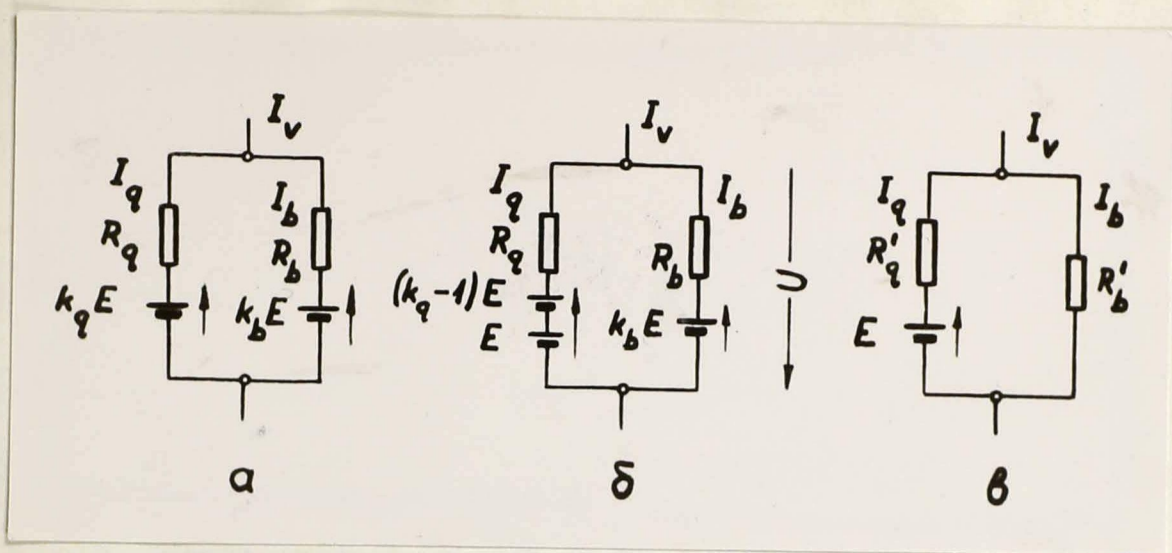 I_v
I_q
R_q
k_q E
I_b
R_b
k_b E
а
I_v
I_q
R_q
(k_q-1)E
E
I_b
R_b
k_b E
U
б
I_v
I_q
R'_q
E
I_b
R'_b
в